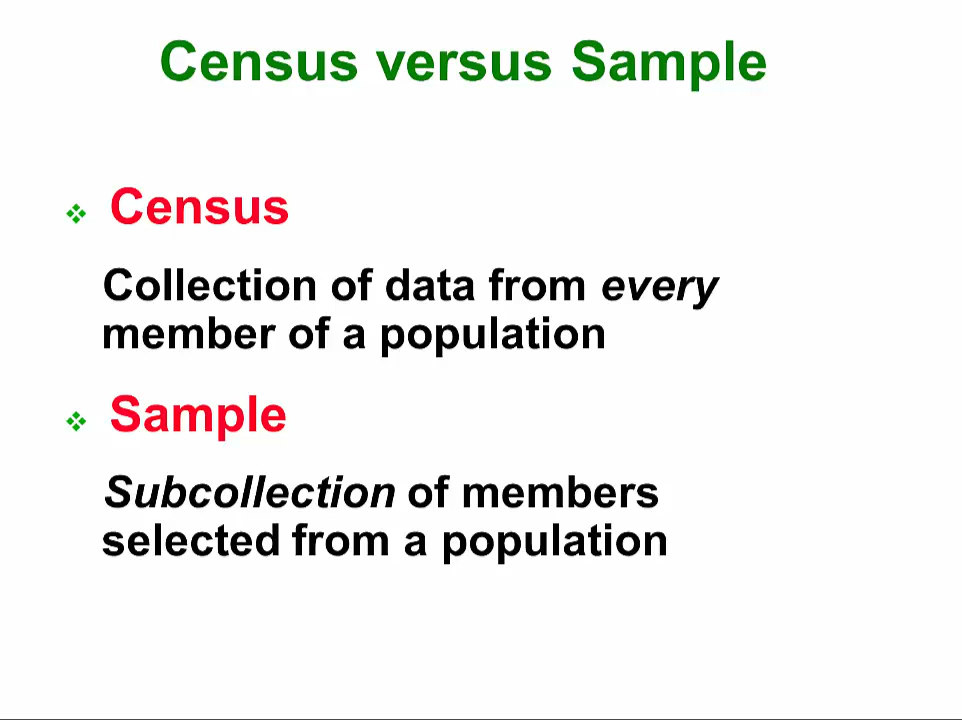 Census versus Sample
Census
Collection of data from every
member of a population
Sample
Subcollection of members
selected from a population